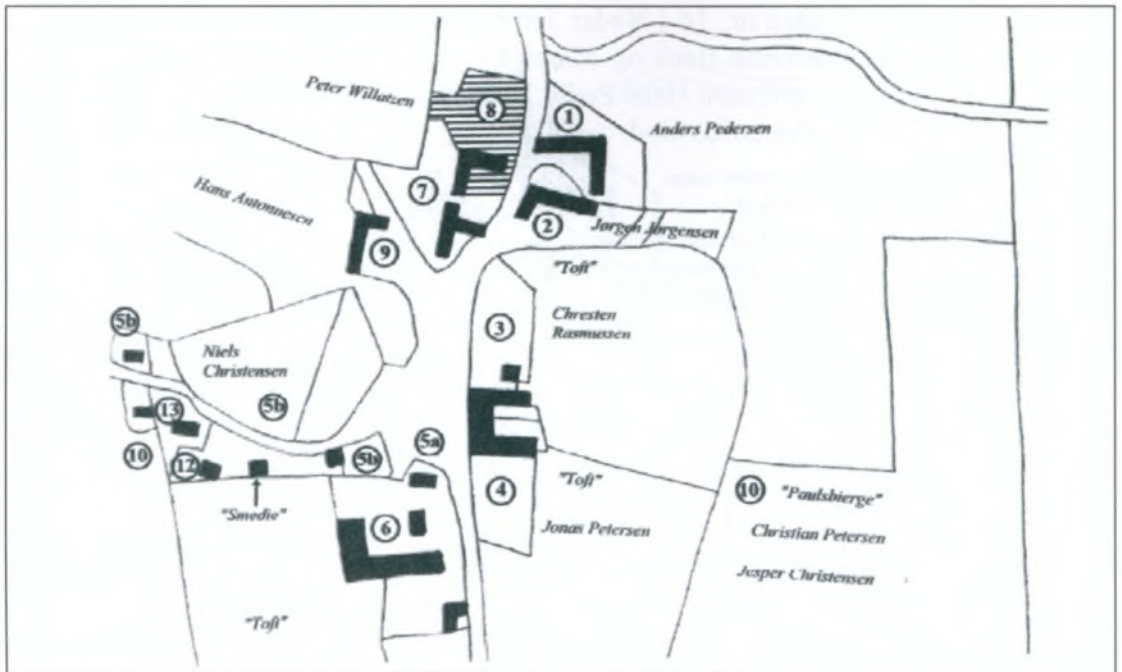 Peter Willatzen
8
1
Anders Pedersen
Hans Antonnesen
7
2
Jørgen Jørgensen
9
"Toft"
3
Chresten
Rasmussen
5b
Niels
Christensen
5b
13
5a
10
12
5b
"Smedie"
4
"Toft"
10
"Paulsbierge"
6
Jonas Petersen
Christian Petersen
Jesper Christensen
"Toft"